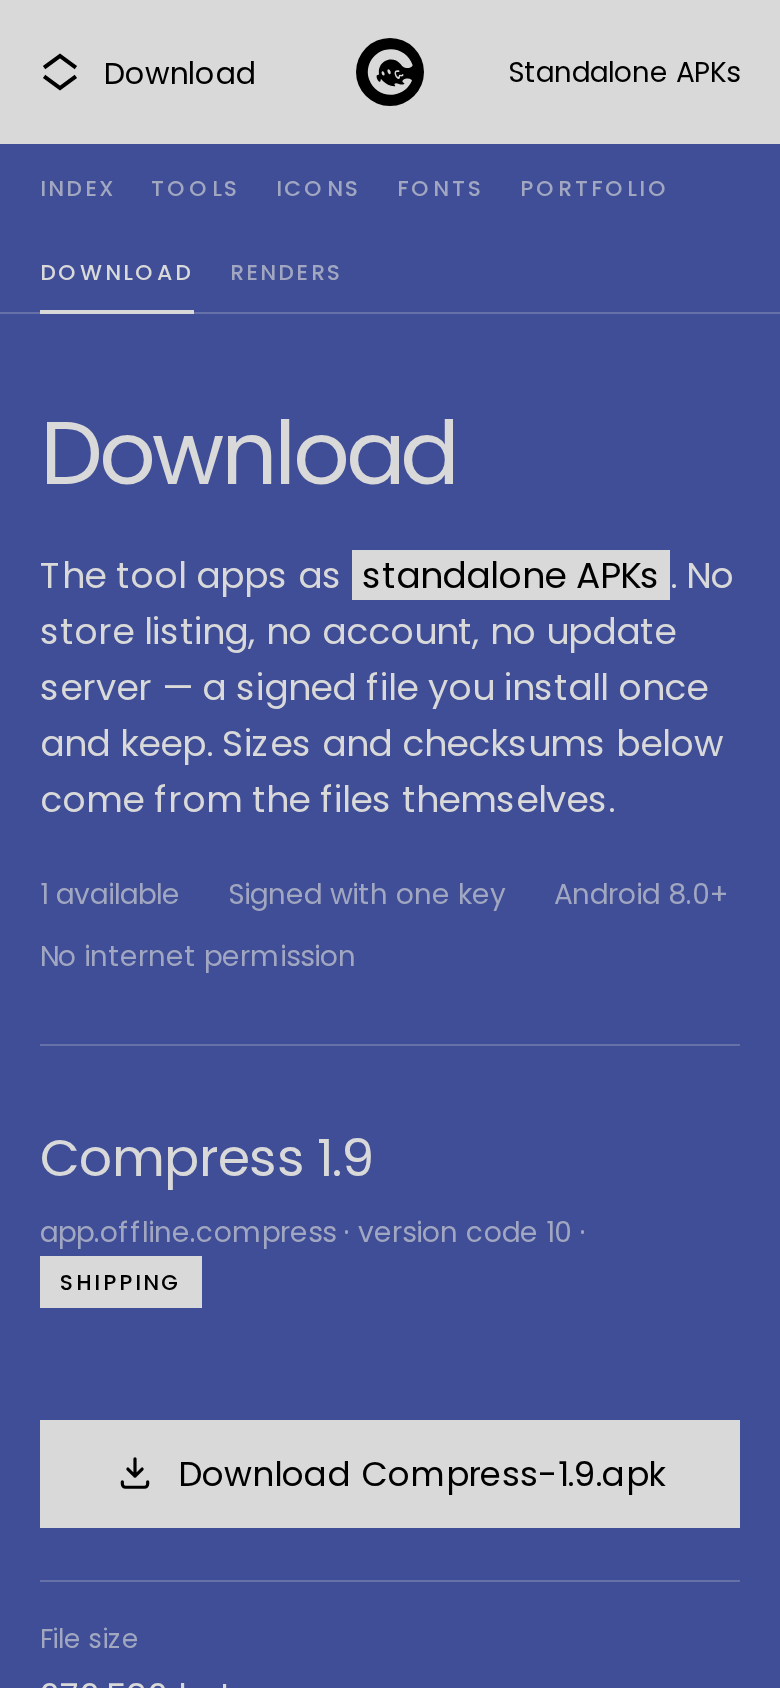 Download
Standalone APKs
INDEX TOOLS ICONS FONTS PORTFOLIO
DOWNLOAD RENDERS
Download
The tool apps as standalone APKs. No
store listing, no account, no update
server — a signed file you install once
and keep. Sizes and checksums below
come from the files themselves.
1 available Signed with one key Android 8.0+
No internet permission
Compress 1.9
app.offline.compress · version code 10 ·
SHIPPING
Download Compress-1.9.apk
File size